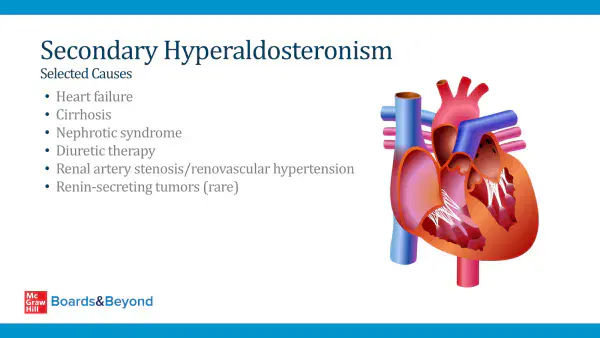 Secondary Hyperaldosteronism
Selected Causes
• Heart failure
• Cirrhosis
• Nephrotic syndrome
• Diuretic therapy
• Renal artery stenosis/renovascular hypertension
• Renin-secreting tumors (rare)
Mc
Graw
Hill
Boards&Beyond